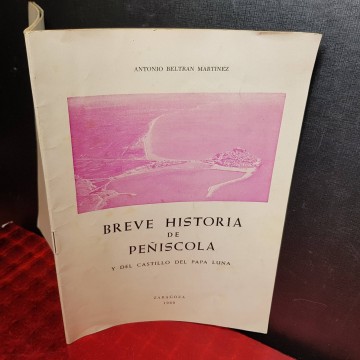 ANTONIO BELTRAN MARTINEZ
BREVE HISTORIA
DE
PEÑISCOLA
Y DEL CASTILLO DEL PAPA LUNA
ZARAGOZA